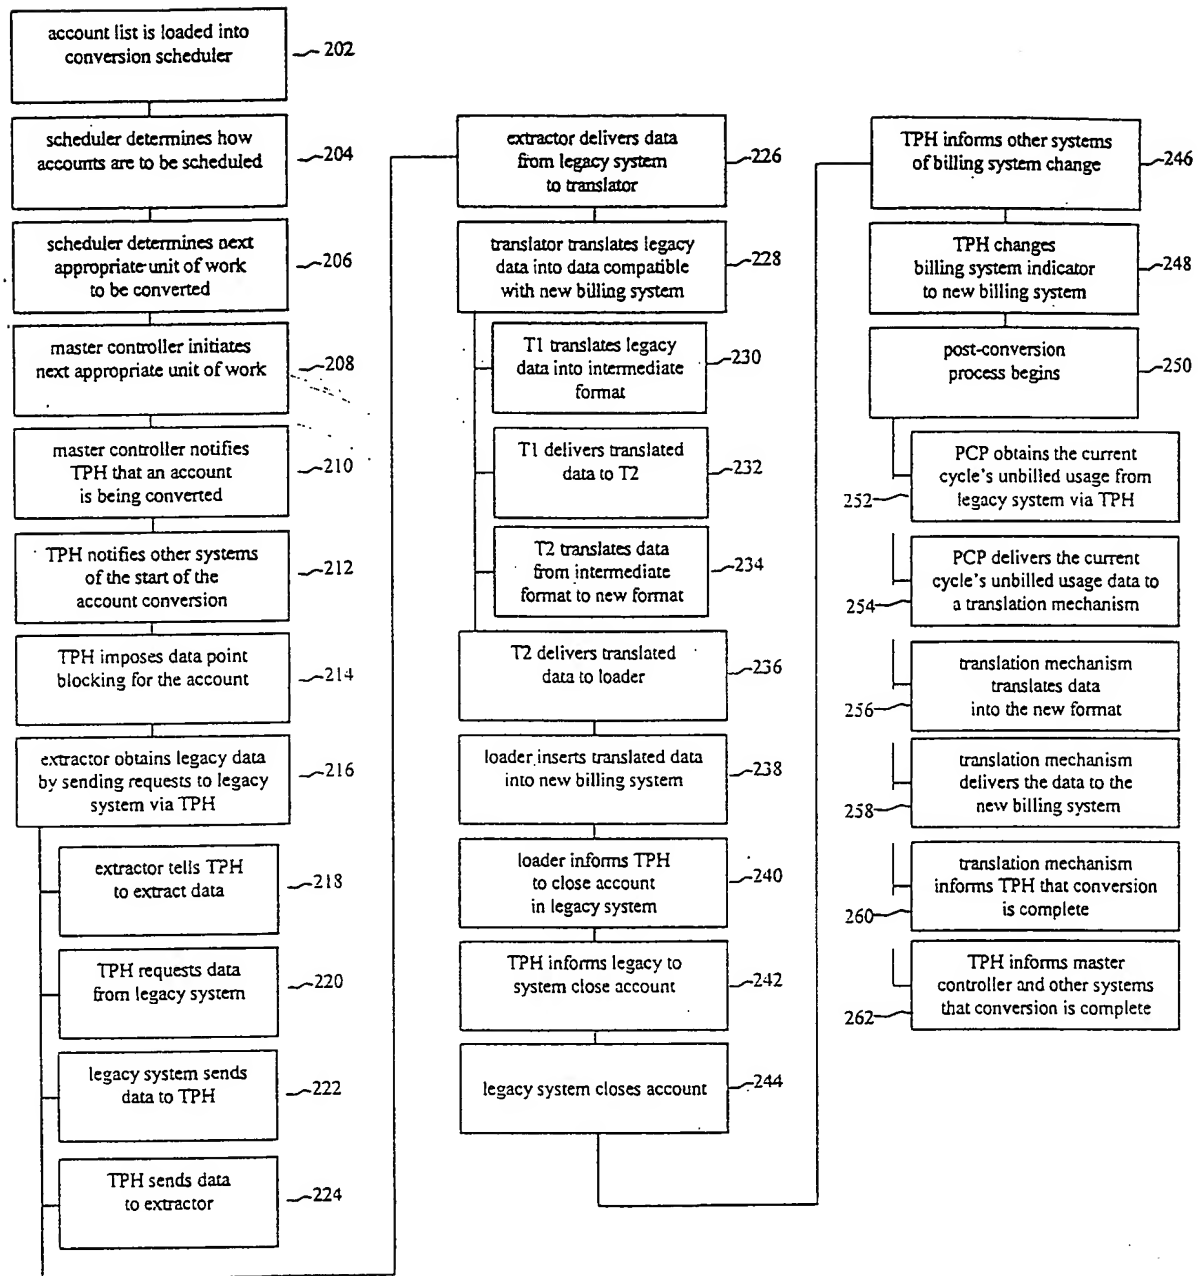 account list is loaded into
conversion scheduler
202
scheduler determines how
accounts are to be scheduled
204
scheduler determines next
appropriate unit of work
to be converted
206
master controller initiates
next appropriate unit of work
208
master controller notifies
TPH that an account
is being converted
210
TPH notifies other systems
of the start of the
account conversion
212
TPH imposes data point
blocking for the account
214
extractor obtains legacy data
by sending requests to legacy
system via TPH
216
extractor tells TPH
to extract data
218
TPH requests data
from legacy system
220
legacy system sends
data to TPH
222
TPH sends data
to extractor
224
extractor delivers data
from legacy system
to translator
226
translator translates legacy
data into data compatible
with new billing system
228
T1 translates legacy
data into intermediate
format
230
T1 delivers translated
data to T2
232
T2 translates data
from intermediate
format to new format
234
T2 delivers translated
data to loader
236
loader inserts translated data
into new billing system
238
loader informs TPH
to close account
in legacy system
240
TPH informs legacy to
system close account
242
legacy system closes account
244
TPH informs other systems
of billing system change
246
TPH changes
billing system indicator
to new billing system
248
post-conversion
process begins
250
PCP obtains the current
cycle's unbilled usage from
legacy system via TPH
252
PCP delivers the current
cycle's unbilled usage data to
a translation mechanism
254
translation mechanism
translates data
into the new format
256
translation mechanism
delivers the data to the
new billing system
258
translation mechanism
informs TPH that conversion
is complete
260
TPH informs master
controller and other systems
that conversion is complete
262